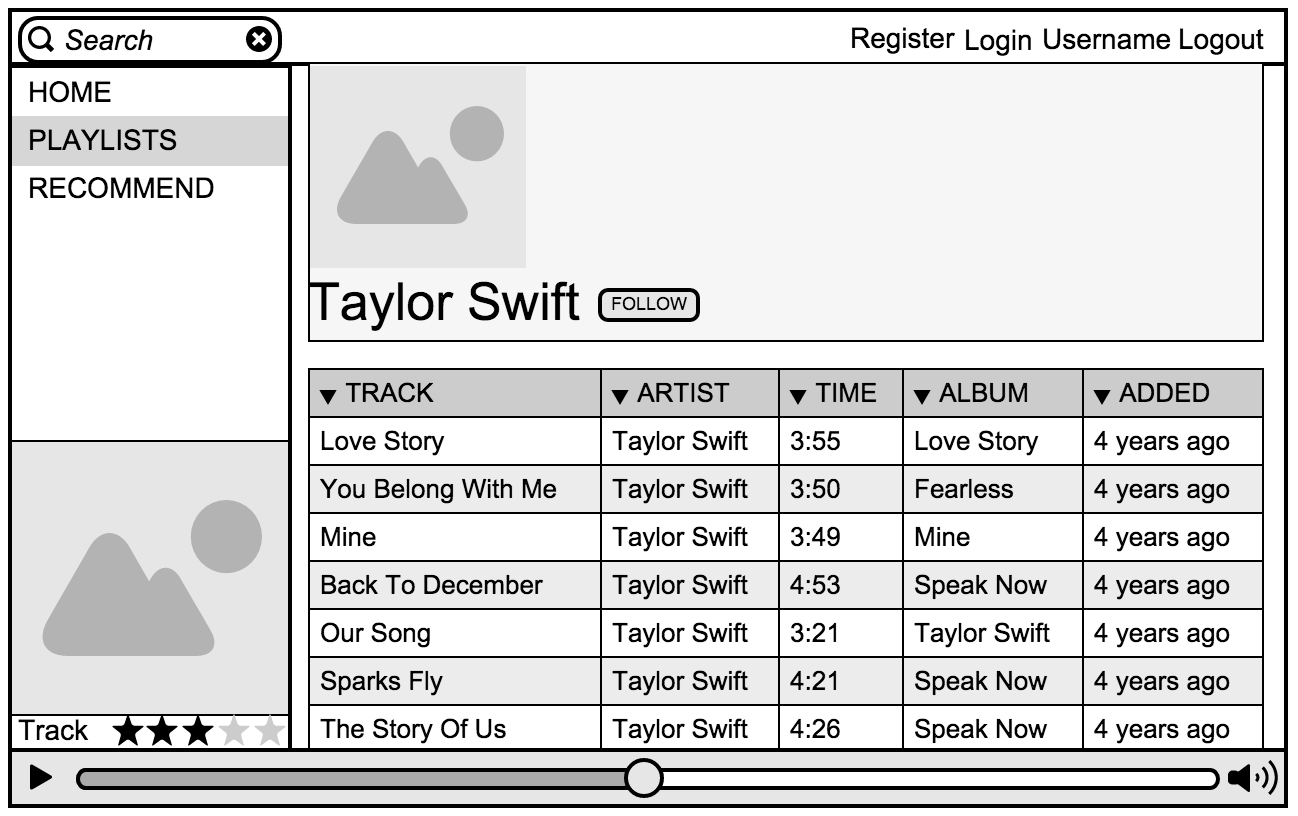 Search
Register Login Username Logout
HOME
PLAYLISTS
RECOMMEND
Taylor Swift FOLLOW
TRACK ARTIST TIME ALBUM ADDED
Love Story Taylor Swift 3:55 Love Story 4 years ago
You Belong With Me Taylor Swift 3:50 Fearless 4 years ago
Mine Taylor Swift 3:49 Mine 4 years ago
Back To December Taylor Swift 4:53 Speak Now 4 years ago
Our Song Taylor Swift 3:21 Taylor Swift 4 years ago
Sparks Fly Taylor Swift 4:21 Speak Now 4 years ago
The Story Of Us Taylor Swift 4:26 Speak Now 4 years ago
Track